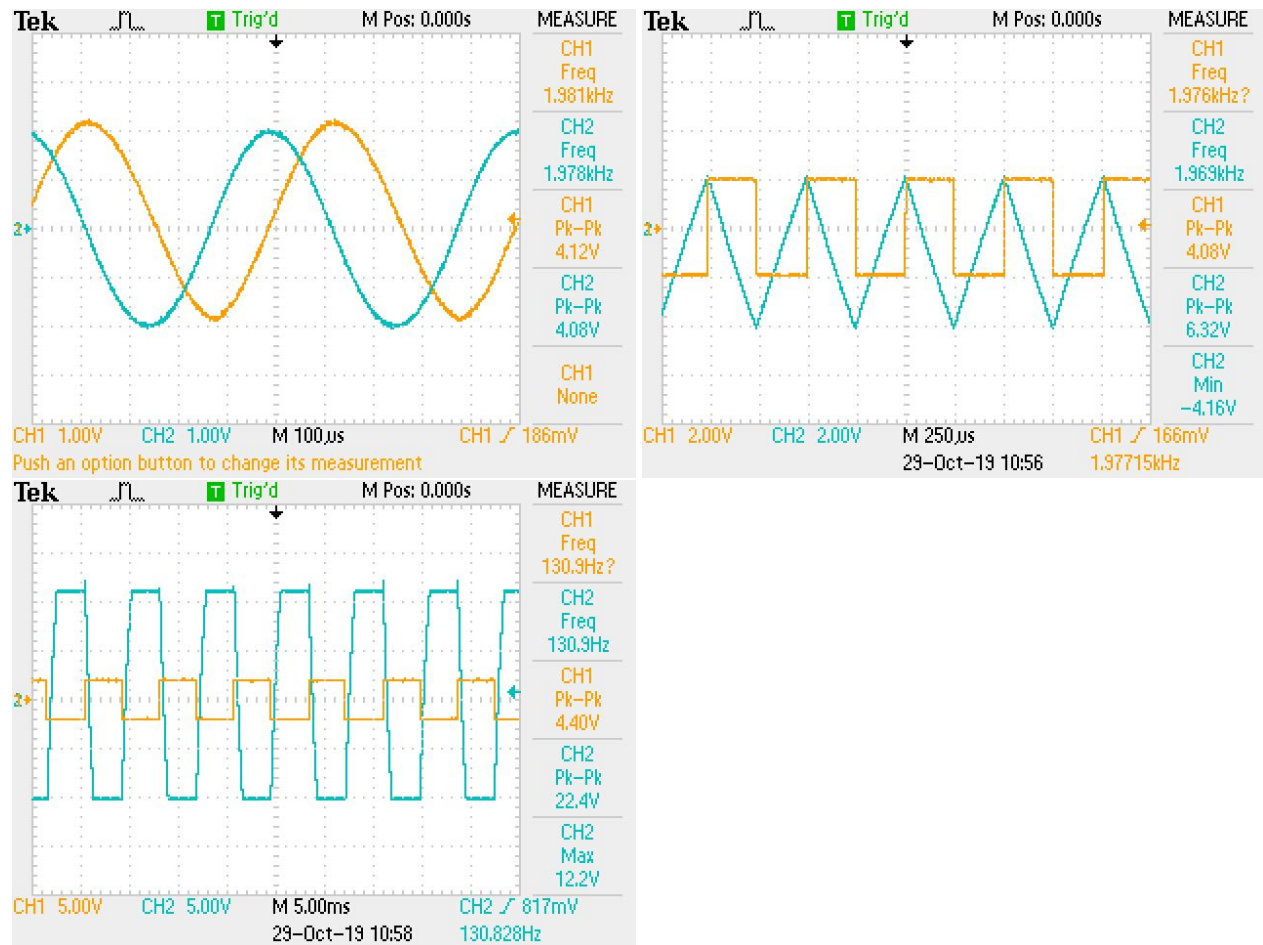 Tek Trig'd M Pos: 0.000s MEASURE
CH1
Freq
1.981kHz
CH2
Freq
1.978kHz
CH1
Pk-Pk
4.12V
CH2
Pk-Pk
4.08V
CH1
None
2
CH1 1.00V CH2 1.00V M 100µs CH1 186mV
Push an option button to change its measurement
Tek Trig'd M Pos: 0.000s MEASURE
CH1
Freq
1.976kHz?
CH2
Freq
1.969kHz
CH1
Pk-Pk
4.08V
CH2
Pk-Pk
6.32V
CH2
Min
-4.16V
2
CH1 2.00V CH2 2.00V M 250µs CH1 166mV
29-Oct-19 10:56 1.97715kHz
Tek Trig'd M Pos: 0.000s MEASURE
CH1
Freq
130.9Hz?
CH2
Freq
130.9Hz
CH1
Pk-Pk
4.40V
CH2
Pk-Pk
22.4V
CH2
Max
12.2V
2
CH1 5.00V CH2 5.00V M 5.00ms CH2 817mV
29-Oct-19 10:58 130.828Hz